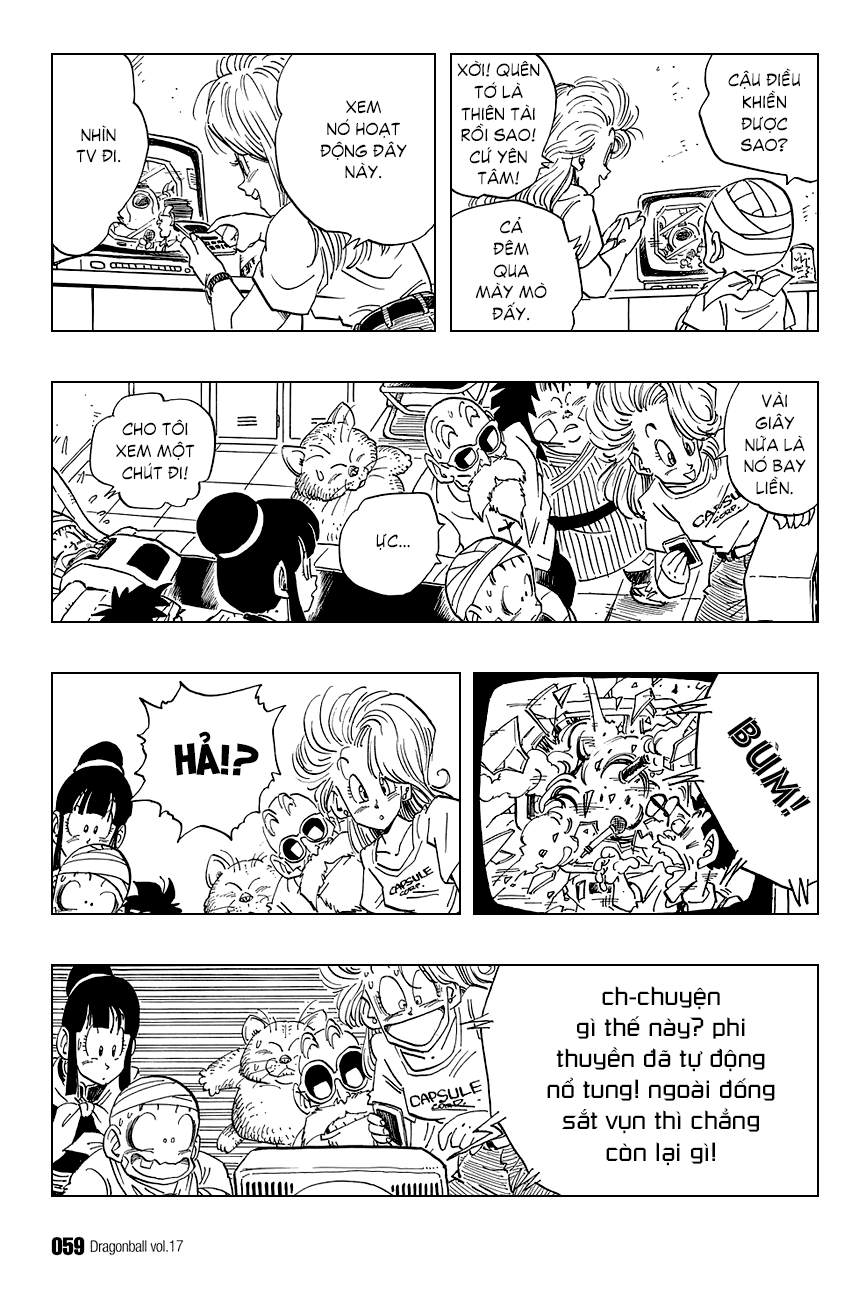 CẬU ĐIỀU
KHIỂN
ĐƯỢC
SAO?
XỜI! QUÊN
TỚ LÀ
THIÊN TÀI
RỒI SAO!
CỨ YÊN
TÂM!
CẢ
ĐÊM
QUA
MÀY MÒ
ĐẤY.
XEM
NÓ HOẠT
ĐỘNG ĐÂY
NÀY.
NHÌN
TV ĐI.
VÀI
GIÂY
NỮA LÀ
NÓ BAY
LIỀN.
CAPSULE
CORP.
CHO TÔI
XEM MỘT
CHÚT ĐI!
ỰC...
BÙM!
HẢ!?
CAPSULE
CORP.
ch-chuyện
gì thế này? phi
thuyền đã tự động
nổ tung! ngoài đống
sắt vụn thì chẳng
còn lại gì!
CAPSULE
CORP.
059 Dragonball vol.17